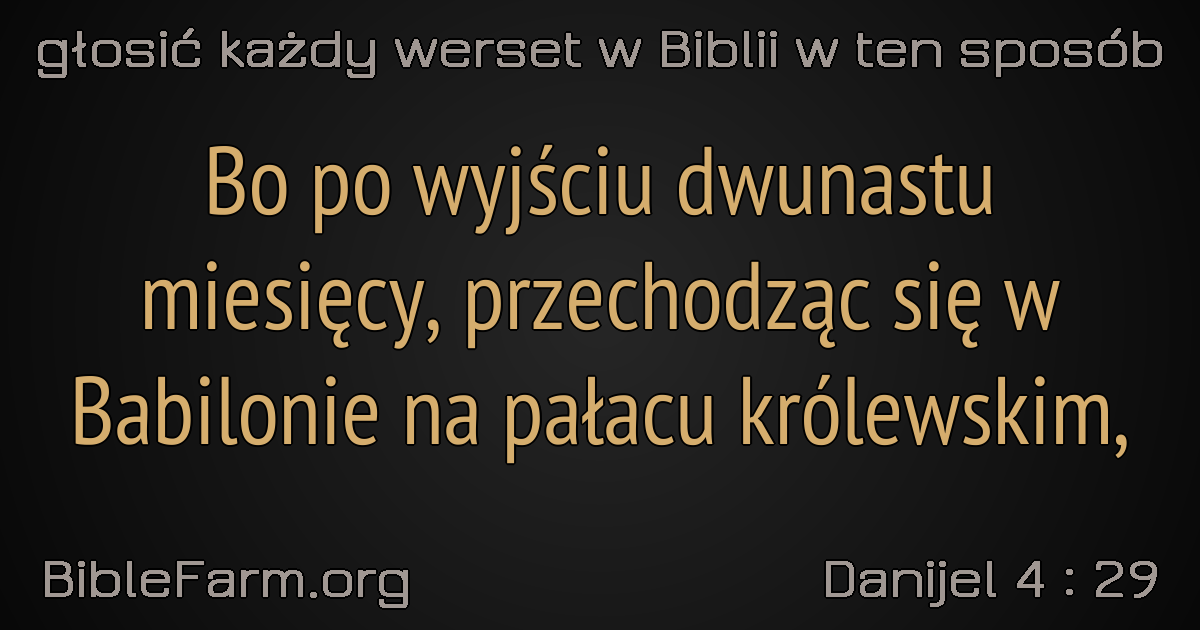 głosić każdy werset w Biblii w ten sposób
Bo po wyjściu dwunastu
miesięcy, przechodząc się w
Babilonie na pałacu królewskim,
BibleFarm.org
Danijel 4 : 29